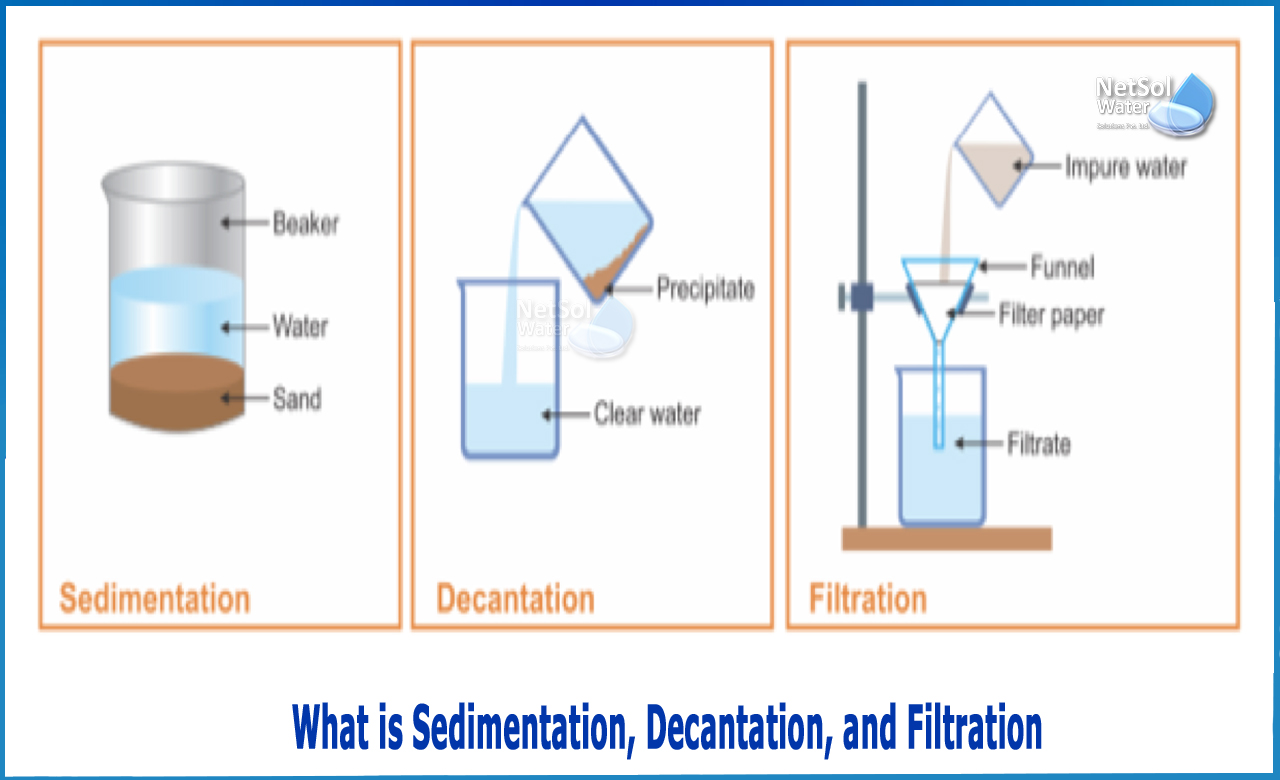 Beaker
Water
Sand
Sedimentation
Precipitate
NetSol
Water
Clear water
Decantation
NetSol
Water
Solutions Pvt. Ltd.
Impure water
Funnel
Filter paper
Filtrate
Filtration
What is Sedimentation, Decantation, and Filtration